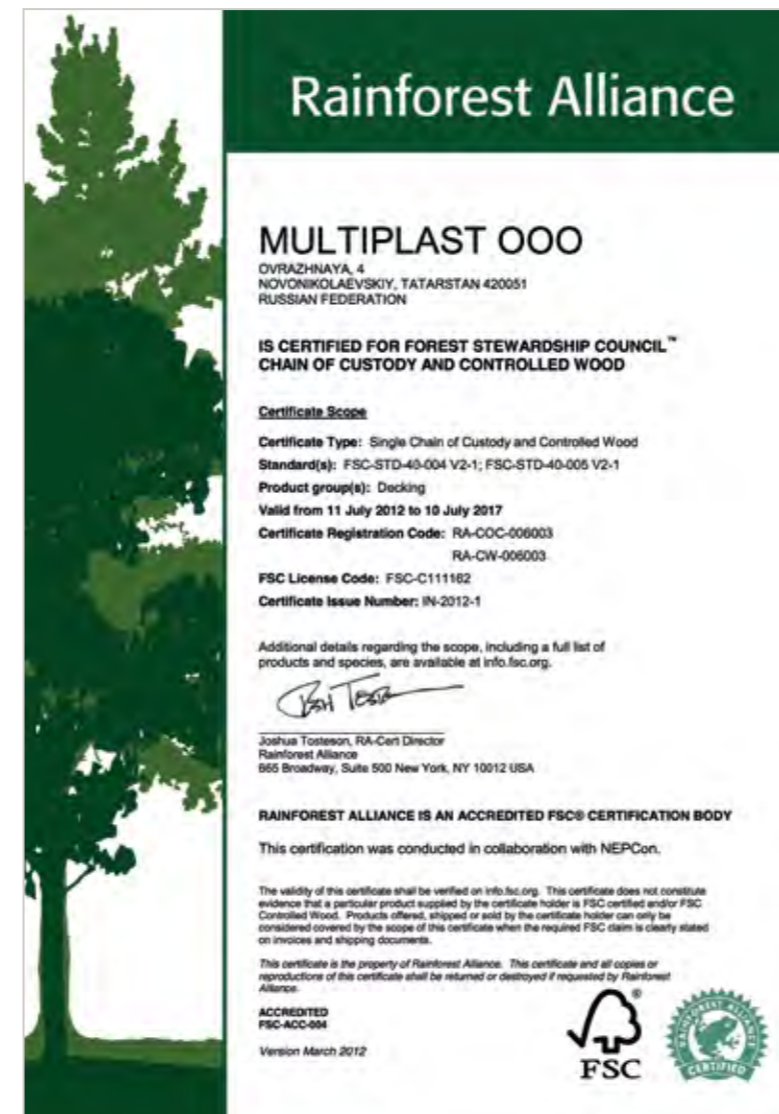 Rainforest Alliance
MULTIPLAST OOO
OVRAZHNAYA, 4
NOVONIKOLAEVSKIY, TATARSTAN 420051
RUSSIAN FEDERATION
IS CERTIFIED FOR FOREST STEWARDSHIP COUNCIL™
CHAIN OF CUSTODY AND CONTROLLED WOOD
Certificate Scope
Certificate Type: Single Chain of Custody and Controlled Wood
Standard(s): FSC-STD-40-004 V2-1; FSC-STD-40-005 V2-1
Product group(s): Decking
Valid from 11 July 2012 to 10 July 2017
Certificate Registration Code: RA-COC-006003
RA-CW-006003
FSC License Code: FSC-C111162
Certificate Issue Number: IN-2012-1
Additional details regarding the scope, including a full list of
products and species, are available at info.fsc.org.
Joshua Tosteson, RA-Cert Director
Rainforest Alliance
665 Broadway, Suite 500 New York, NY 10012 USA
RAINFOREST ALLIANCE IS AN ACCREDITED FSC® CERTIFICATION BODY
This certification was conducted in collaboration with NEPCon.
The validity of this certificate shall be verified on info.fsc.org. This certificate does not constitute
evidence that a particular product supplied by the certificate holder is FSC certified and/or FSC
Controlled Wood. Products offered, shipped or sold by the certificate holder can only be
considered covered by the scope of this certificate when the required FSC claim is clearly stated
on invoices and shipping documents.
This certificate is the property of Rainforest Alliance. This certificate and all copies or
reproductions of this certificate shall be returned or destroyed if requested by Rainforest
Alliance.
ACCREDITED
FSC-ACC-004
Version March 2012
® FSC
RAINFOREST ALLIANCE
CERTIFIED